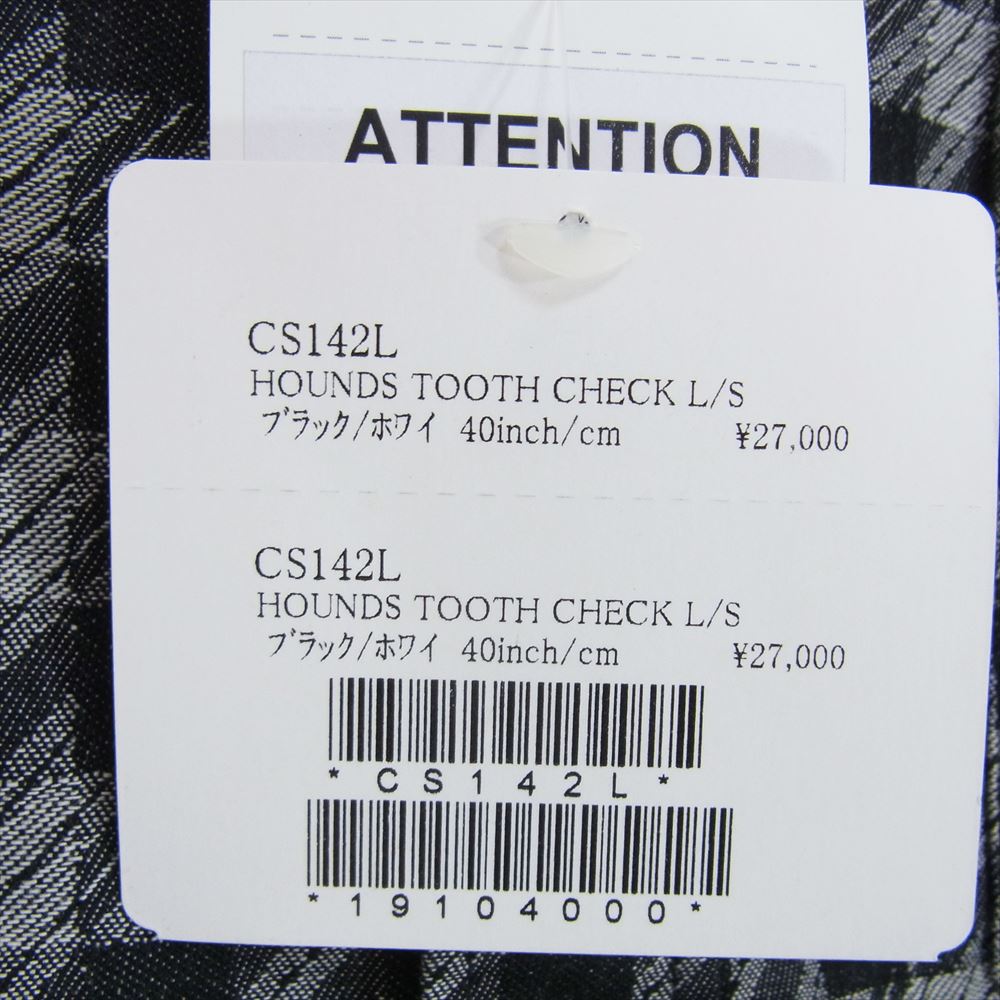 ATTENTION
CS142L
HOUNDS TOOTH CHECK L/S
ブラック/ホワイ 40inch/cm ¥27,000
CS142L
HOUNDS TOOTH CHECK L/S
ブラック/ホワイ 40inch/cm ¥27,000
*CS142L*
*19104000*